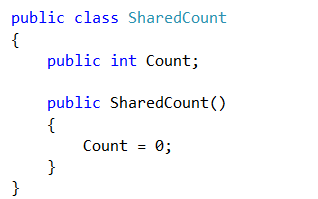 public class SharedCount
{
    public int Count;

    public SharedCount()
    {
        Count = 0;
    }
}